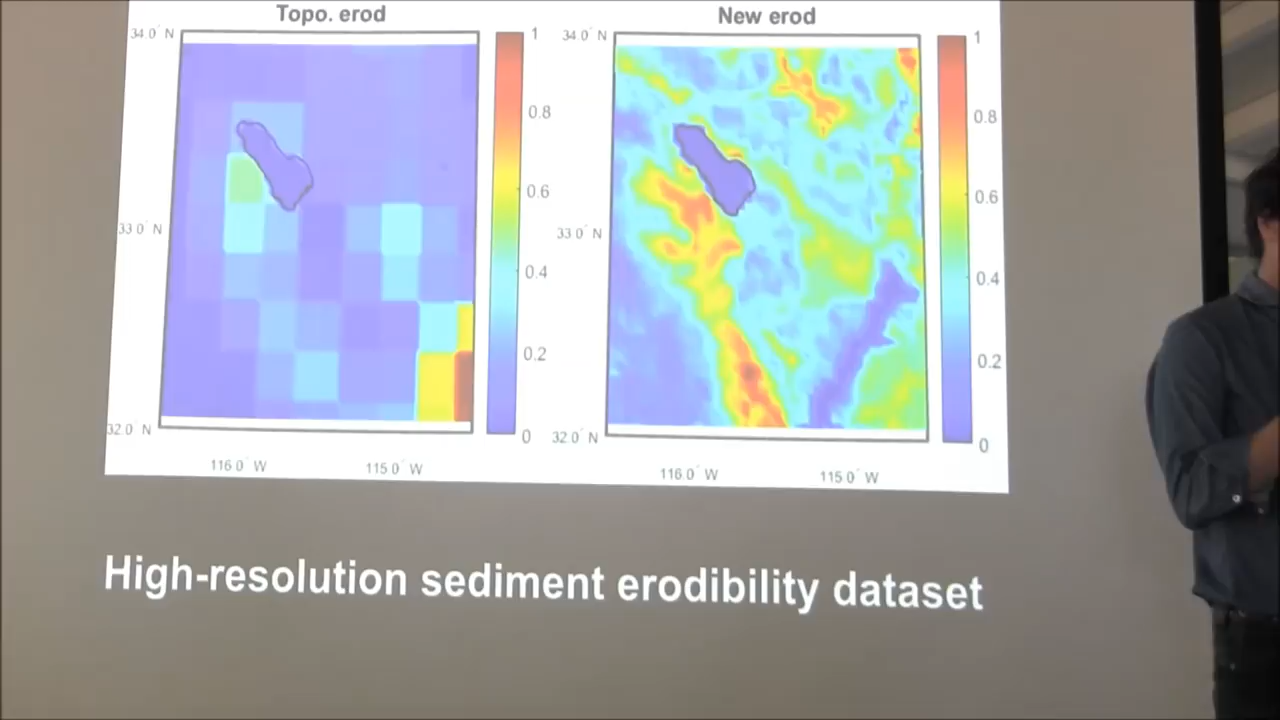 Topo. erod
New erod
34.0° N
33.0° N
32.0° N
116.0° W
115.0° W
1
0.8
0.6
0.4
0.2
0
34.0° N
33.0° N
32.0° N
116.0° W
115.0° W
1
0.8
0.6
0.4
0.2
0
High-resolution sediment erodibility dataset